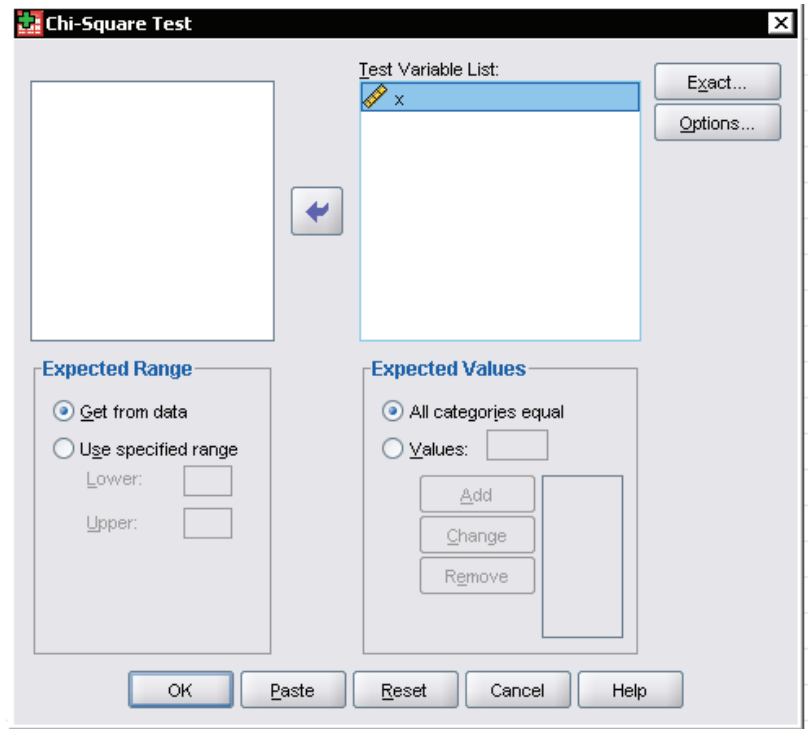 Chi-Square Test
Test Variable List:
x
Exact...
Options...
Expected Range
Get from data
Use specified range
Lower:
Upper:
Expected Values
All categories equal
Values:
Add
Change
Remove
OK
Paste
Reset
Cancel
Help